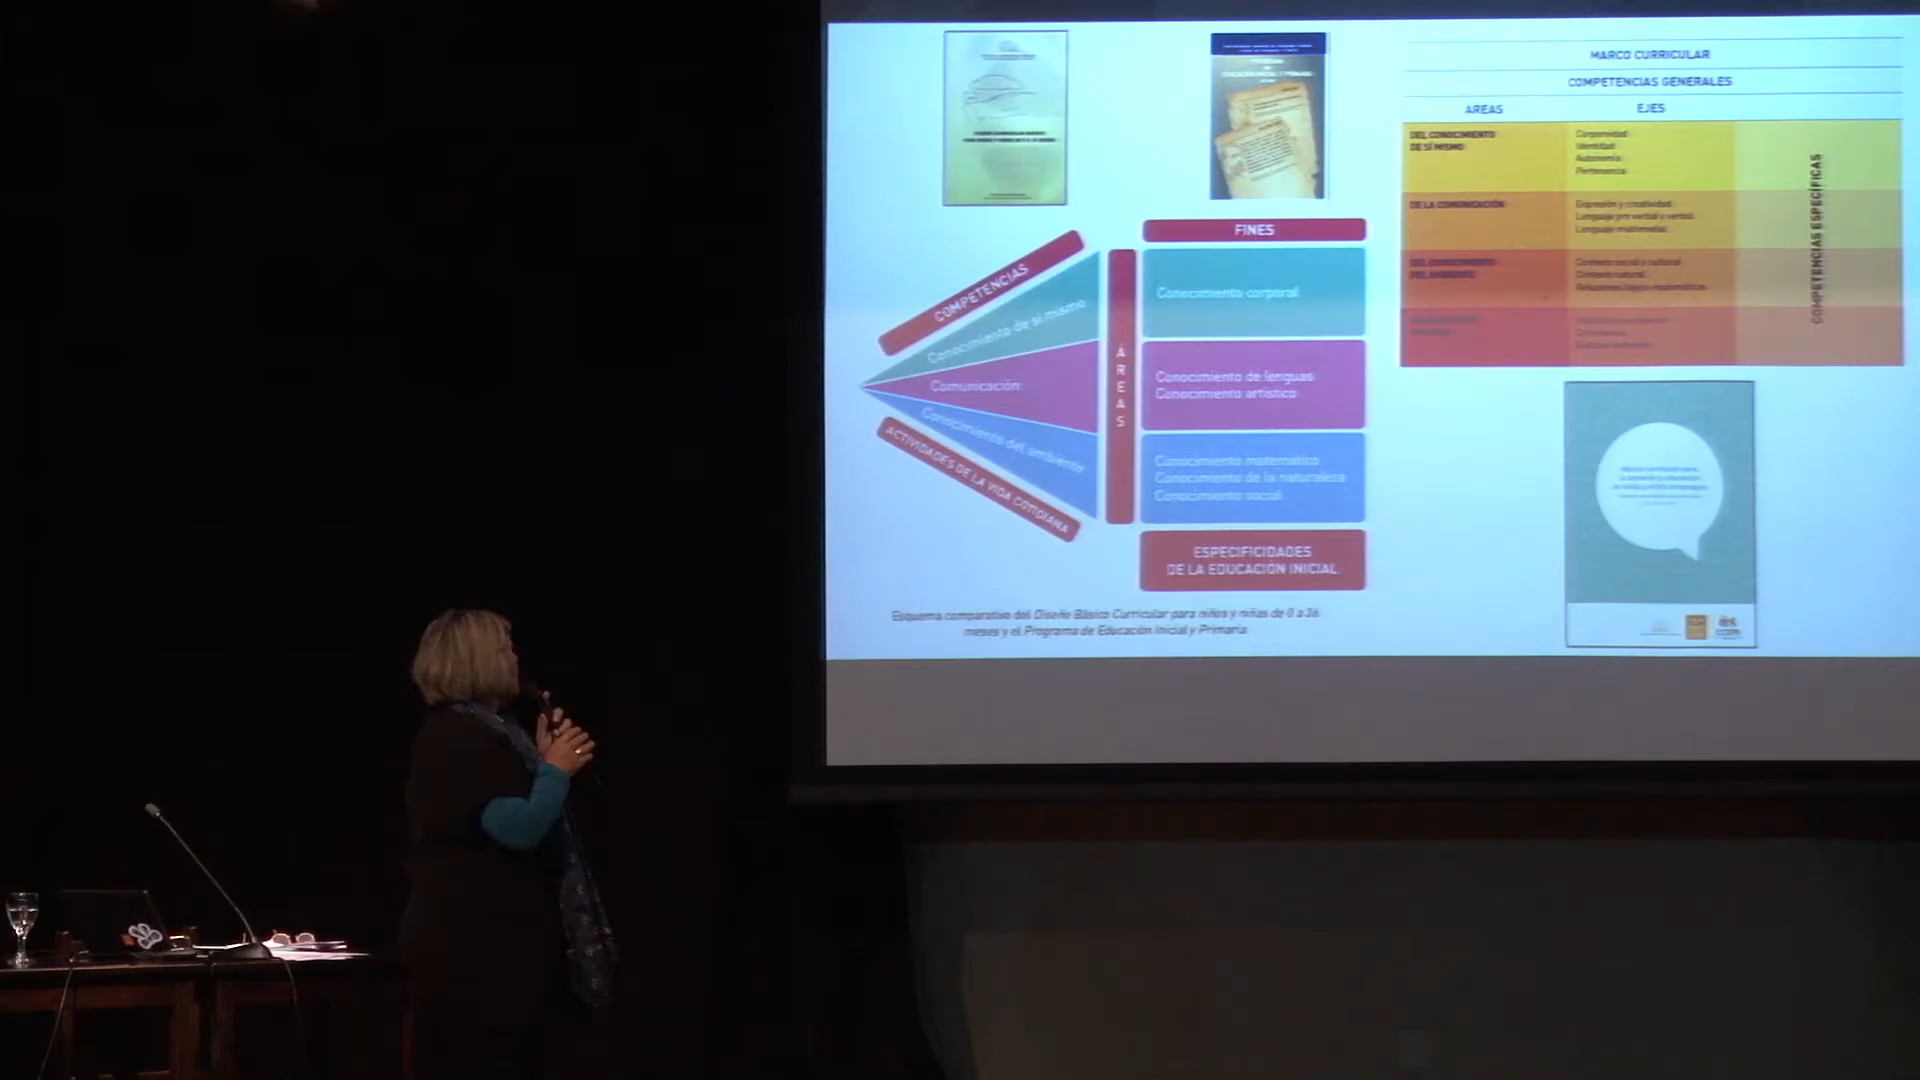 FINES
COMPETENCIAS
Conocimiento de sí mismo
Comunicación
Conocimiento del ambiente
ACTIVIDADES DE LA VIDA COTIDIANA
ÁREAS
Conocimiento corporal
Conocimiento de lenguas
Conocimiento artístico
Conocimiento matemático
Conocimiento de la naturaleza
Conocimiento social
ESPECIFICIDADES
DE LA EDUCACIÓN INICIAL
Esquema comparativo del Diseño Básico Curricular para niños y niñas de 0 a 36
meses y el Programa de Educación Inicial y Primaria
MARCO CURRICULAR
COMPETENCIAS GENERALES
AREAS
EJES
DEL CONOCIMIENTO
DE SÍ MISMO
Corporeidad
Identidad
Autonomía
Pertenencia
DE LA COMUNICACIÓN
Expresión y creatividad
Lenguaje pre verbal y verbal
Lenguaje multimedial
DEL CONOCIMIENTO
DEL AMBIENTE
Contexto social y cultural
Contexto natural
Relaciones lógico-matemáticas
COMPETENCIAS ESPECÍFICAS